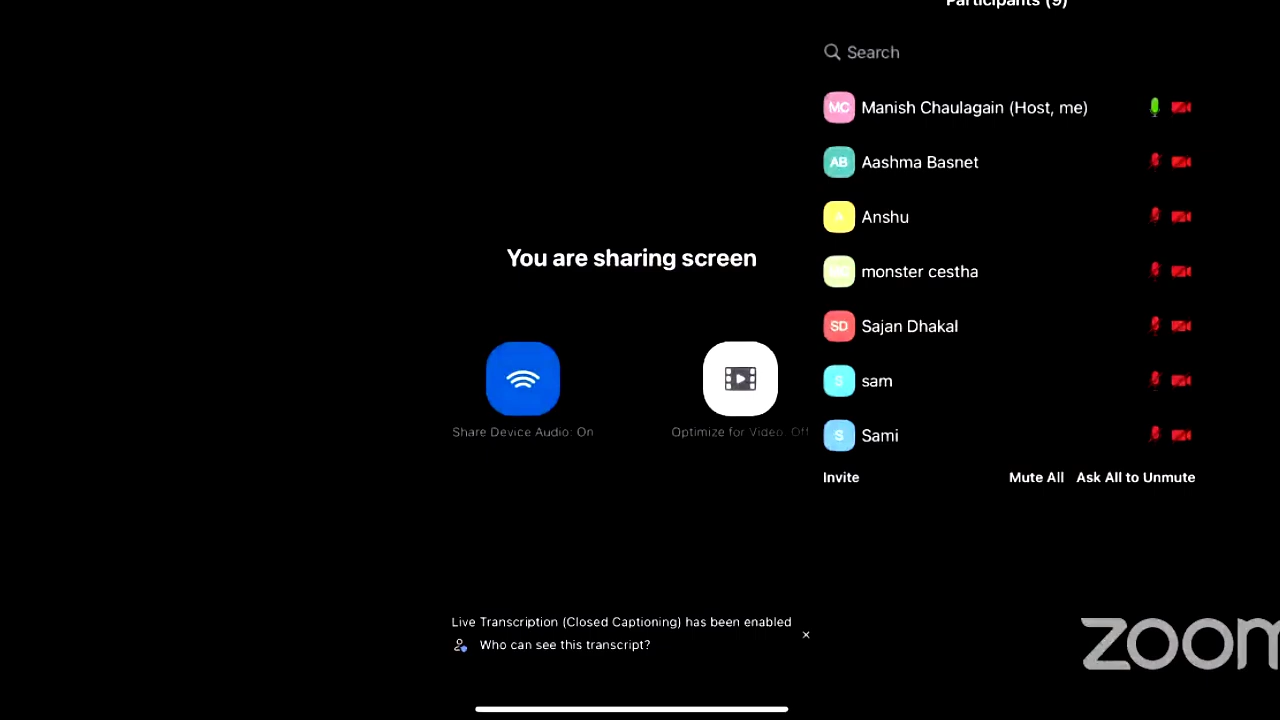 Participants (9)
Search
MC Manish Chaulagain (Host, me)
AB Aashma Basnet
Anshu
monster cestha
SD Sajan Dhakal
S sam
S Sami
Invite Mute All Ask All to Unmute
You are sharing screen
Share Device Audio: On
Optimize for Video: Off
Live Transcription (Closed Captioning) has been enabled
Who can see this transcript?
zoom